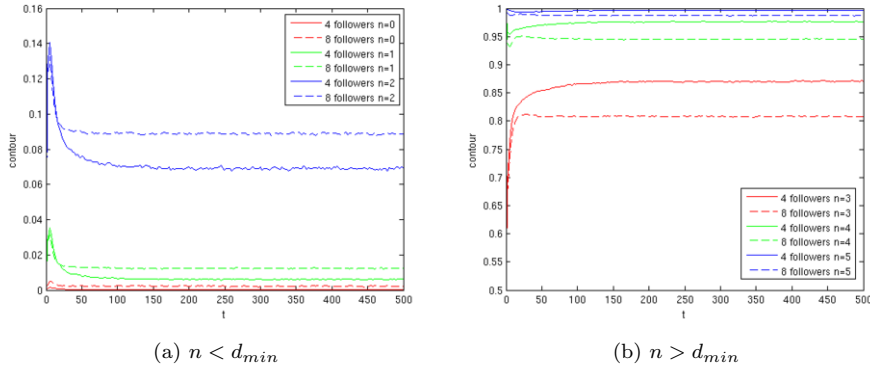 0.16
0.14
0.12
0.1
0.08
0.06
0.04
0.02
0
contour
0 50 100 150 200 250 300 350 400 450 500
t
4 followers n=0
8 followers n=0
4 followers n=1
8 followers n=1
4 followers n=2
8 followers n=2
(a) n < d_min
1
0.95
0.9
0.85
0.8
0.75
0.7
0.65
0.6
0.55
0.5
contour
0 50 100 150 200 250 300 350 400 450 500
t
4 followers n=3
8 followers n=3
4 followers n=4
8 followers n=4
4 followers n=5
8 followers n=5
(b) n > d_min